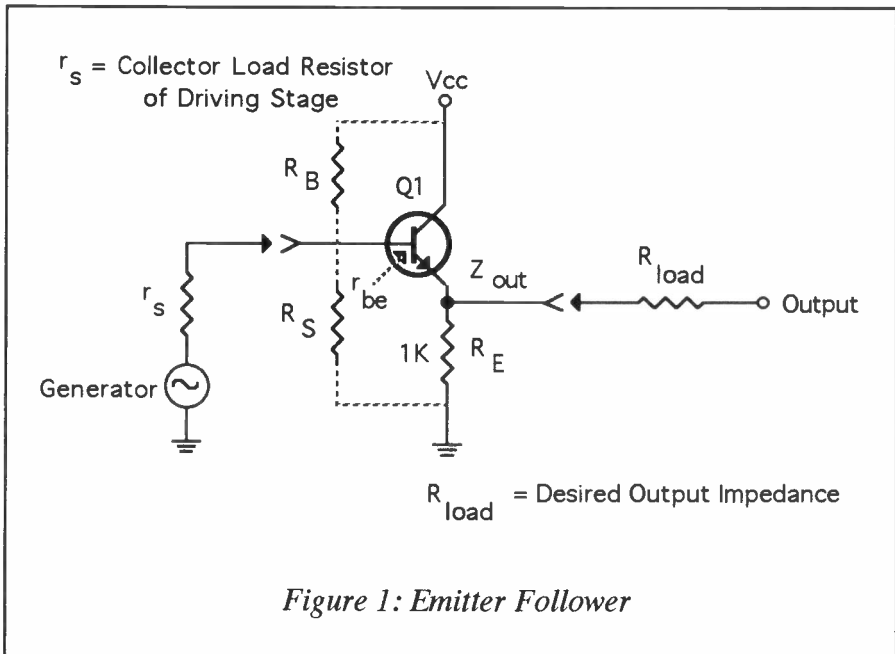 r s = Collector Load Resistor
of Driving Stage
Vcc
R B
Q1
r be
Z out
R load
r s
R S
Output
1K
R E
Generator
R load = Desired Output Impedance
Figure 1: Emitter Follower